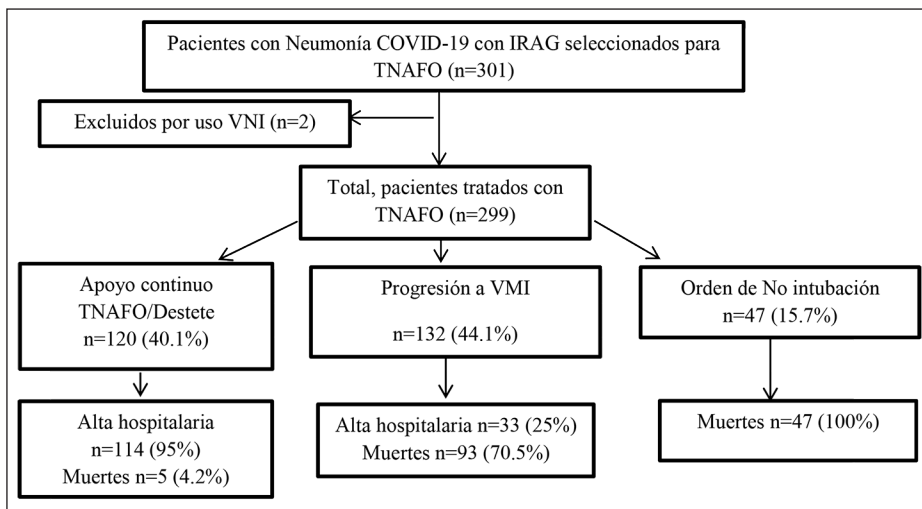 Pacientes con Neumonía COVID-19 con IRAG seleccionados para
TNAFO (n=301)
Excluidos por uso VNI (n=2)
Total, pacientes tratados con
TNAFO (n=299)
Apoyo continuo
TNAFO/Destete
n=120 (40.1%)
Progresión a VMI
n=132 (44.1%)
Orden de No intubación
n=47 (15.7%)
Alta hospitalaria
n=114 (95%)
Muertes n=5 (4.2%)
Alta hospitalaria n=33 (25%)
Muertes n=93 (70.5%)
Muertes n=47 (100%)